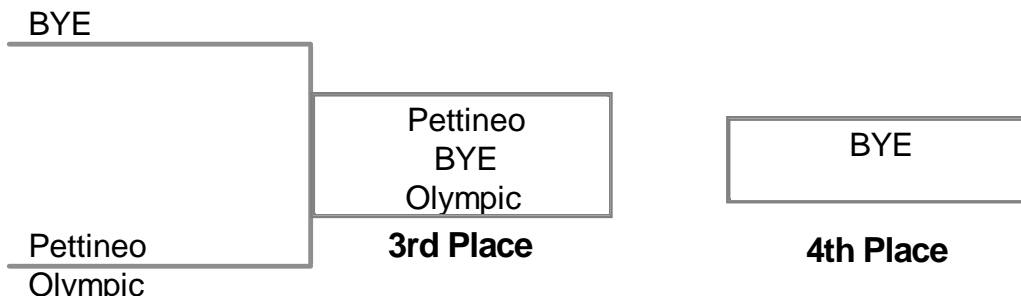 BYE
Pettineo
BYE
Olympic
3rd Place
BYE
4th Place
Pettineo
Olympic